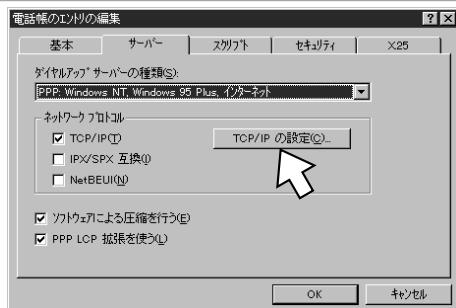 電話帳のエントリの編集
基本 サーバー スクリプト セキュリティ X.25
ダイヤルアップ サーバーの種類(S):
PPP: Windows NT, Windows 95 Plus, インターネット
ネットワーク プロトコル
TCP/IP(T) TCP/IP の設定(C)...
IPX/SPX 互換(I)
NetBEUI(N)
ソフトウェアによる圧縮を行う(E)
PPP LCP 拡張を使う(L)
OK キャンセル